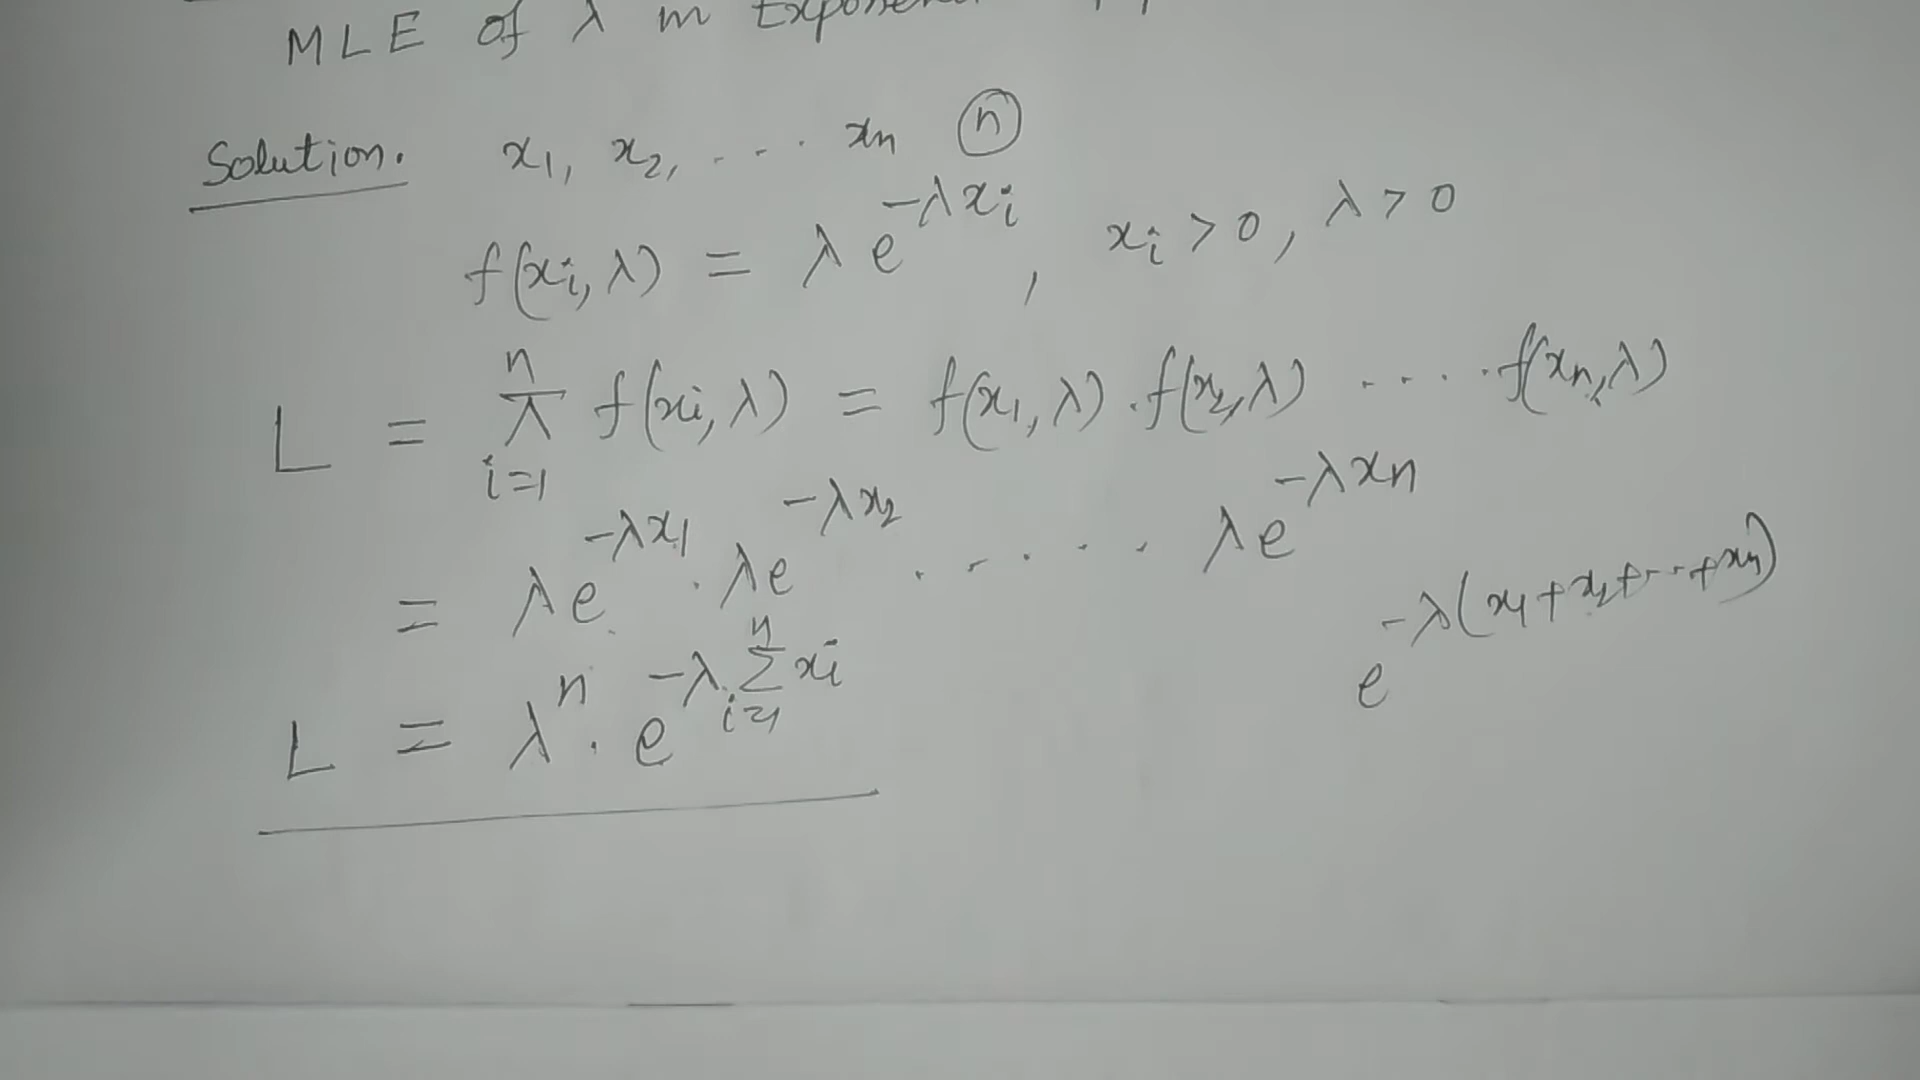 MLE of λ in
Solution. x₁, x₂, . . . xₙ n
f(xᵢ, λ) = λ e^{-λxᵢ}, xᵢ > 0, λ > 0
L = π_{i=1}^{n} f(xᵢ, λ) = f(x₁, λ) . f(x₂, λ) . . . . f(xₙ, λ)
= λe^{-λx₁} . λe^{-λx₂} . . . . . λe^{-λxₙ}
e^{-λ(x₁+x₂+...+xₙ)}
L = λⁿ . e^{-λ Σ_{i=1}^{n} xᵢ}